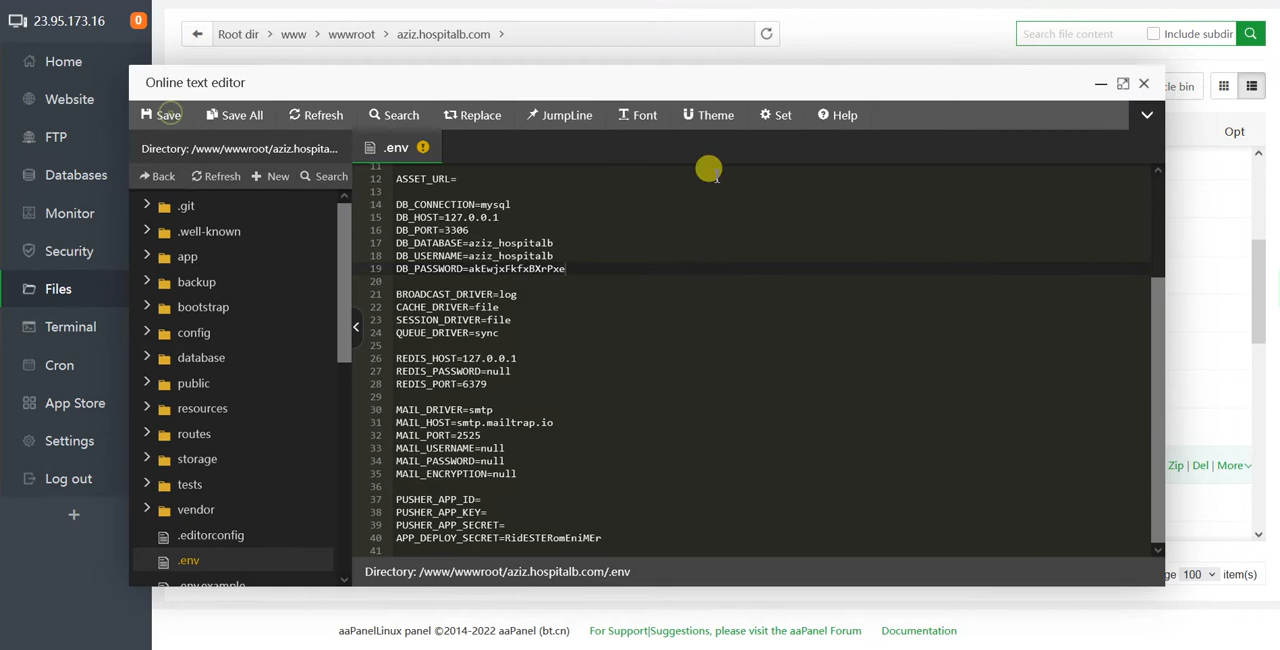 23.95.173.16
0
Home
Website
FTP
Databases
Monitor
Security
Files
Terminal
Cron
App Store
Settings
Log out
Root dir > www > wwwroot > aziz.hospitalb.com >
Search file content
Include subdir
Online text editor
Save
Save All
Refresh
Search
Replace
JumpLine
Font
Theme
Set
Help
cle bin
Opt
Directory: /www/wwwroot/aziz.hospita...
Back
Refresh
New
Search
.git
.well-known
app
backup
bootstrap
config
database
public
resources
routes
storage
tests
vendor
.editorconfig
.env
.env.example
.env
11
12 ASSET_URL=
13
14 DB_CONNECTION=mysql
15 DB_HOST=127.0.0.1
16 DB_PORT=3306
17 DB_DATABASE=aziz_hospitalb
18 DB_USERNAME=aziz_hospitalb
19 DB_PASSWORD=akEwjxFkfxBXrPxe
20
21 BROADCAST_DRIVER=log
22 CACHE_DRIVER=file
23 SESSION_DRIVER=file
24 QUEUE_DRIVER=sync
25
26 REDIS_HOST=127.0.0.1
27 REDIS_PASSWORD=null
28 REDIS_PORT=6379
29
30 MAIL_DRIVER=smtp
31 MAIL_HOST=smtp.mailtrap.io
32 MAIL_PORT=2525
33 MAIL_USERNAME=null
34 MAIL_PASSWORD=null
35 MAIL_ENCRYPTION=null
36
37 PUSHER_APP_ID=
38 PUSHER_APP_KEY=
39 PUSHER_APP_SECRET=
40 APP_DEPLOY_SECRET=RidESTERomEniMEr
41
Directory: /www/wwwroot/aziz.hospitalb.com/.env
Zip | Del | More
ge 100 item(s)
aaPanelLinux panel ©2014-2022 aaPanel (bt.cn)
For Support|Suggestions, please visit the aaPanel Forum
Documentation